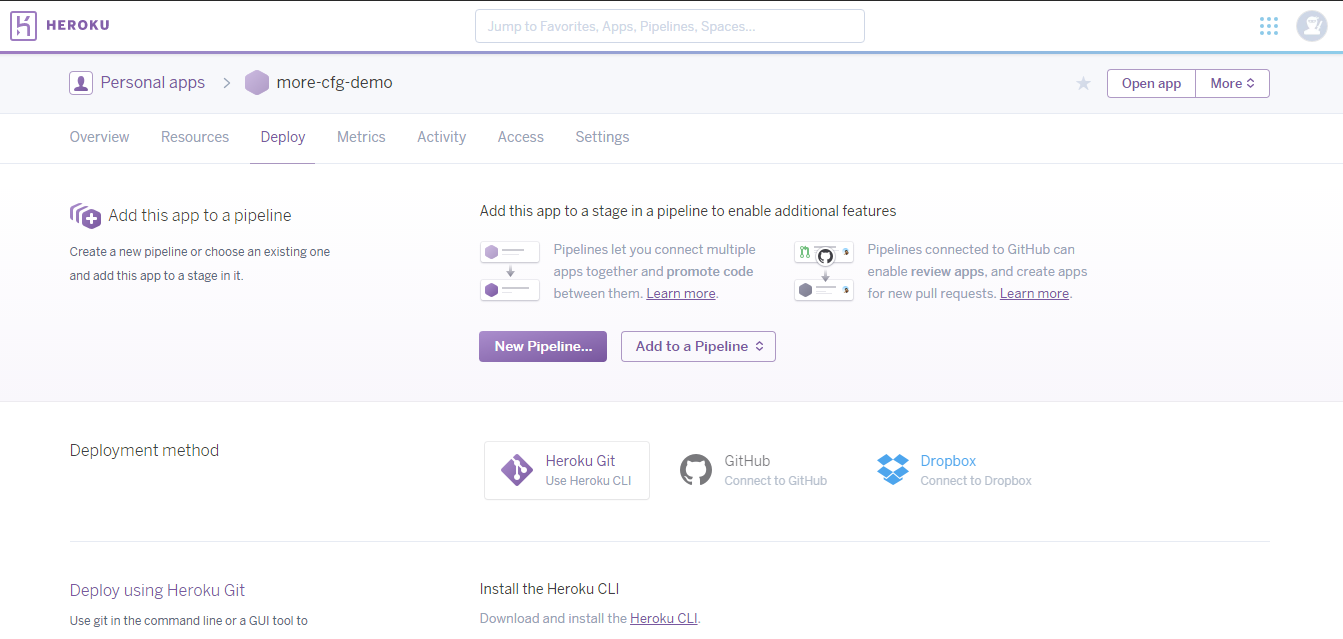 HEROKU
Jump to Favorites, Apps, Pipelines, Spaces...
Personal apps > more-cfg-demo
Open app
More
Overview
Resources
Deploy
Metrics
Activity
Access
Settings
Add this app to a pipeline
Create a new pipeline or choose an existing one
and add this app to a stage in it.
Add this app to a stage in a pipeline to enable additional features
Pipelines let you connect multiple
apps together and promote code
between them. Learn more.
Pipelines connected to GitHub can
enable review apps, and create apps
for new pull requests. Learn more.
New Pipeline...
Add to a Pipeline
Deployment method
Heroku Git
Use Heroku CLI
GitHub
Connect to GitHub
Dropbox
Connect to Dropbox
Deploy using Heroku Git
Use git in the command line or a GUI tool to
Install the Heroku CLI
Download and install the Heroku CLI.